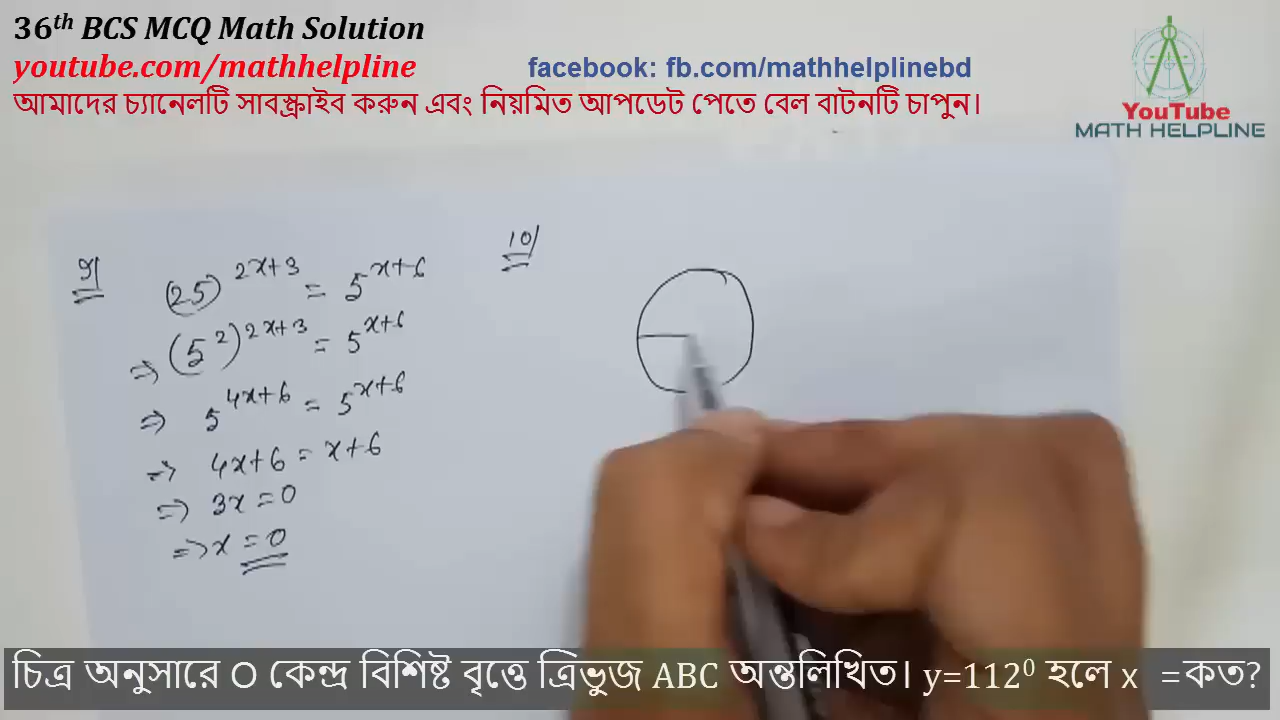 36th BCS MCQ Math Solution
youtube.com/mathhelpline
facebook: fb.com/mathhelplinebd
আমাদের চ্যানেলটি সাবস্ক্রাইব করুন এবং নিয়মিত আপডেট পেতে বেল বাটনটি চাপুন।
YouTube
MATH HELPLINE
(25)^{2x+3} = 5^{x+6}
=> (5^2)^{2x+3} = 5^{x+6}
=> 5^{4x+6} = 5^{x+6}
=> 4x+6 = x+6
=> 3x = 0
=> x = 0
10/
চিত্র অনুসারে O কেন্দ্র বিশিষ্ট বৃত্তে ত্রিভুজ ABC অন্তলিখিত। y=112⁰ হলে x =কত?